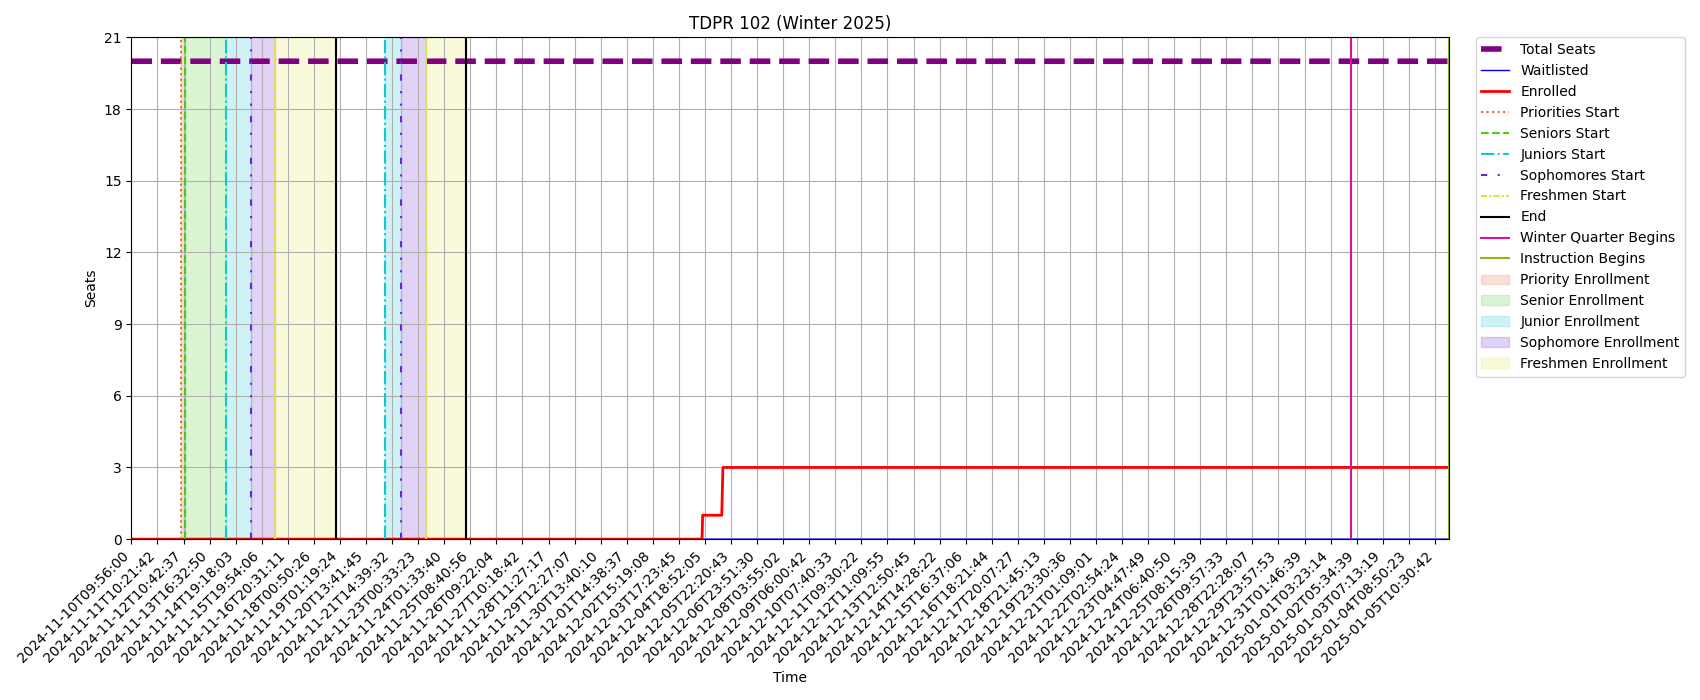 TDPR 102 (Winter 2025)
21
18
15
12
9
6
3
0
Seats
2024-11-10T09:56:00
2024-11-11T10:21:42
2024-11-12T10:42:37
2024-11-13T16:32:50
2024-11-14T19:18:03
2024-11-15T19:54:06
2024-11-16T20:31:11
2024-11-18T00:50:26
2024-11-19T01:19:24
2024-11-20T13:41:45
2024-11-21T14:39:32
2024-11-23T03:33:23
2024-11-24T01:33:40
2024-11-25T08:40:56
2024-11-26T09:22:04
2024-11-27T10:18:42
2024-11-28T11:27:17
2024-11-29T12:27:07
2024-11-30T13:40:16
2024-12-01T14:38:37
2024-12-02T15:19:08
2024-12-03T17:23:45
2024-12-04T18:52:05
2024-12-05T22:20:43
2024-12-06T23:51:30
2024-12-08T03:55:02
2024-12-09T06:00:42
2024-12-10T07:40:33
2024-12-11T09:30:22
2024-12-12T11:09:55
2024-12-13T12:50:45
2024-12-14T14:28:22
2024-12-15T16:37:06
2024-12-16T18:21:44
2024-12-17T20:07:27
2024-12-18T21:45:13
2024-12-19T23:30:36
2024-12-21T01:09:01
2024-12-22T02:54:24
2024-12-23T04:47:49
2024-12-24T06:40:50
2024-12-25T08:15:39
2024-12-26T09:57:33
2024-12-28T22:28:07
2024-12-29T23:57:53
2024-12-31T01:46:39
2025-01-01T03:23:14
2025-01-02T05:34:39
2025-01-03T07:13:19
2025-01-04T08:50:23
2025-01-05T10:30:42
Time
Total Seats
Waitlisted
Enrolled
Priorities Start
Seniors Start
Juniors Start
Sophomores Start
Freshmen Start
End
Winter Quarter Begins
Instruction Begins
Priority Enrollment
Senior Enrollment
Junior Enrollment
Sophomore Enrollment
Freshmen Enrollment